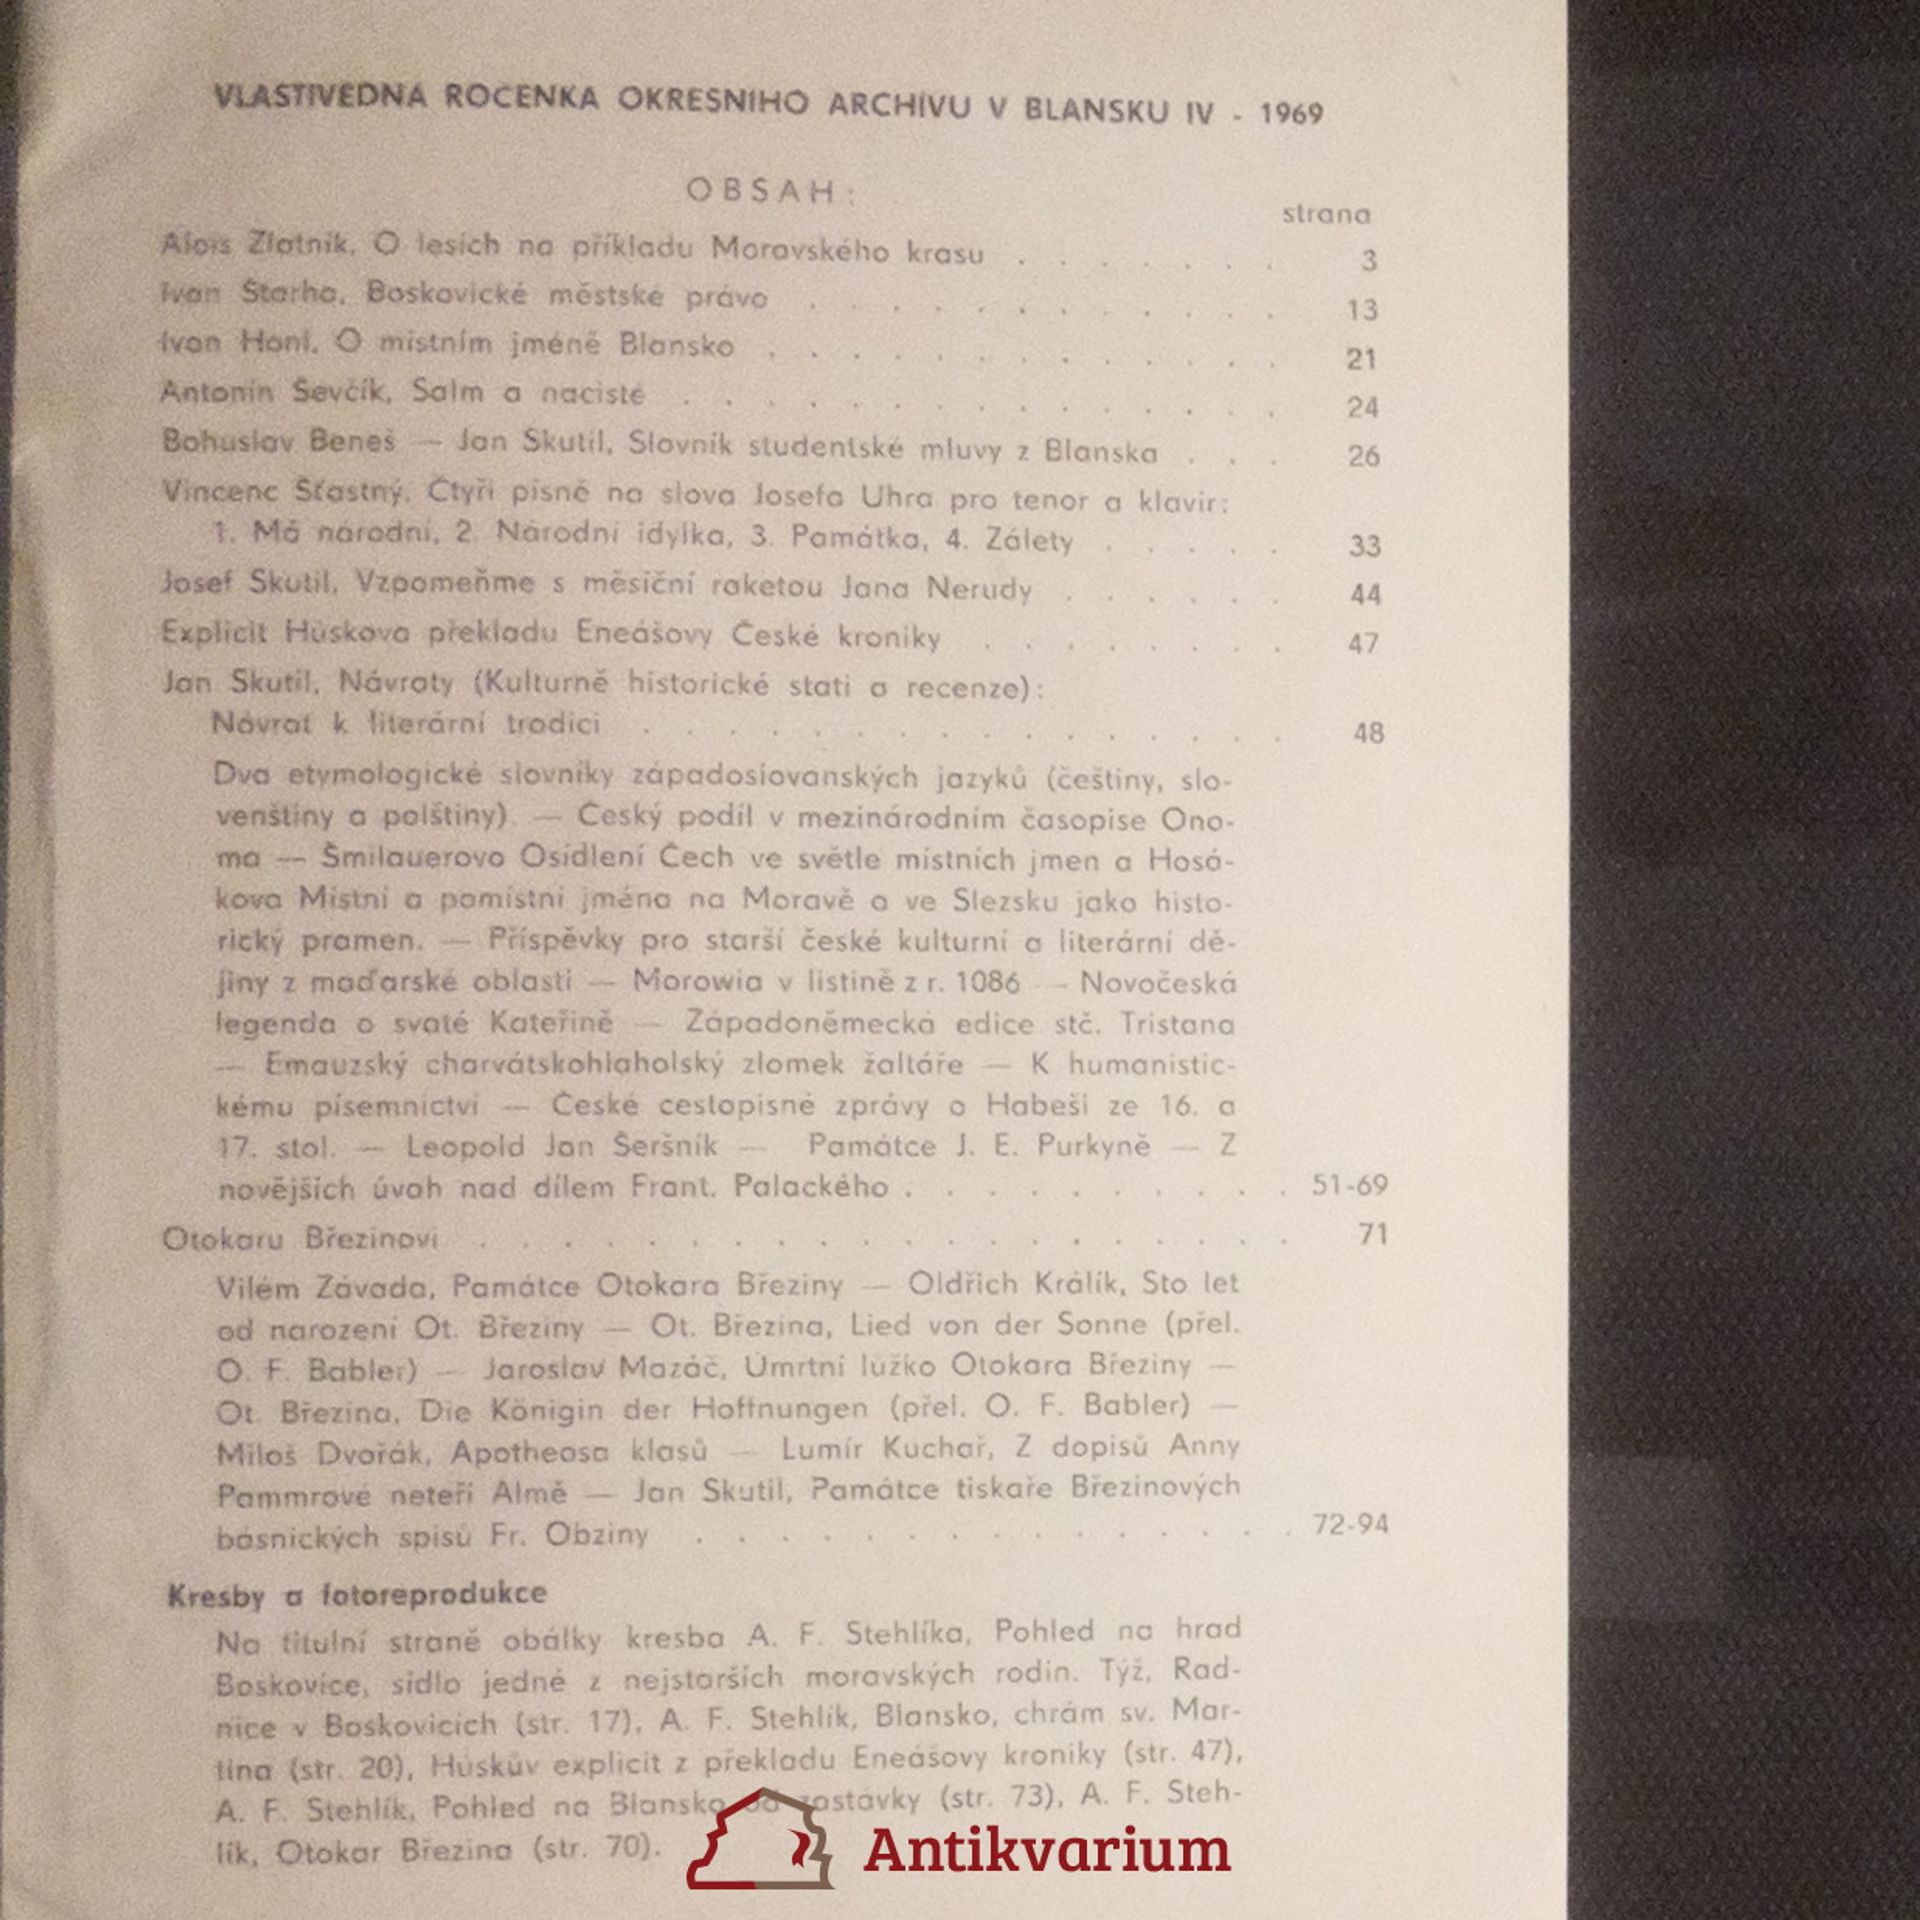 VLASTIVĚDNÁ ROČENKA OKRESNÍHO ARCHÍVU V BLANSKU IV - 1969
OBSAH:
strana
Alois Zlatník, O lesích na příkladu Moravského krasu . . . . . . . 3
Ivan Štarha, Boskovické městské právo . . . . . . . . . . . . 13
Ivan Honl, O místním jméně Blansko . . . . . . . . . . . . . 21
Antonín Ševčík, Salm a nacisté . . . . . . . . . . . . . . . 24
Bohuslav Beneš — Jan Skutil, Slovník studentské mluvy z Blanska . . . 26
Vincenc Šťastný, Čtyři písně na slova Josefa Uhra pro tenor a klavír:
1. Má národní, 2. Národní idylka, 3. Památka, 4. Zálety . . . . . 33
Josef Skutil, Vzpomeňme s měsíční raketou Jana Nerudy . . . . . . 44
Explicit Húskova překladu Eneášovy České kroniky . . . . . . . . 47
Jan Skutil, Návraty (Kulturně historické stati a recenze):
Návrat k literární tradici . . . . . . . . . . . . . . . . 48
Dva etymologické slovníky západoslovanských jazyků (češtiny, slo-
venštiny a polštiny) — Český podíl v mezinárodním časopise Ono-
ma — Šmilauerovo Osídlení Čech ve světle místních jmen a Hosá-
kova Místní a pomístní jména na Moravě a ve Slezsku jako histo-
rický pramen. — Příspěvky pro starší české kulturní a literární dě-
jiny z maďarské oblasti — Morowia v listině z r. 1086 — Novočeská
legenda o svaté Kateřině — Západoněmecká edice stč. Tristana
— Emauzský charvátskohlaholský zlomek žaltáře — K humanistic-
kému písemnictví — České cestopisné zprávy o Habeši ze 16. a
17. stol. — Leopold Jan Šeršník — Památce J. E. Purkyně — Z
novějších úvah nad dílem Frant. Palackého . . . . . . . . . . 51-69
Otokaru Březinovi . . . . . . . . . . . . . . . . . . . . 71
Vilém Závada, Památce Otokara Březiny — Oldřich Králík, Sto let
od narození Ot. Březiny — Ot. Březina, Lied von der Sonne (přel.
O. F. Babler) — Jaroslav Mazáč, Úmrtní lůžko Otokara Březiny —
Ot. Březina, Die Königin der Hoffnungen (přel. O. F. Babler) —
Miloš Dvořák, Apotheosa klasů — Lumír Kuchař, Z dopisů Anny
Pammrové neteři Almě — Jan Skutil, Památce tiskaře Březinových
básnických spisů Fr. Obziny . . . . . . . . . . . . . . . 72-94
Kresby a fotoreprodukce
Na titulní straně obálky kresba A. F. Stehlíka, Pohled na hrad
Boskovice, sídlo jedné z nejstarších moravských rodin. Týž, Rad-
nice v Boskovicích (str. 17), A. F. Stehlík, Blansko, chrám sv. Mar-
tina (str. 20), Húskův explicit z překladu Eneášovy kroniky (str. 47),
A. F. Stehlík, Pohled na Blansko od zastávky (str. 73), A. F. Steh-
lík, Otokar Březina (str. 70).
Antikvarium